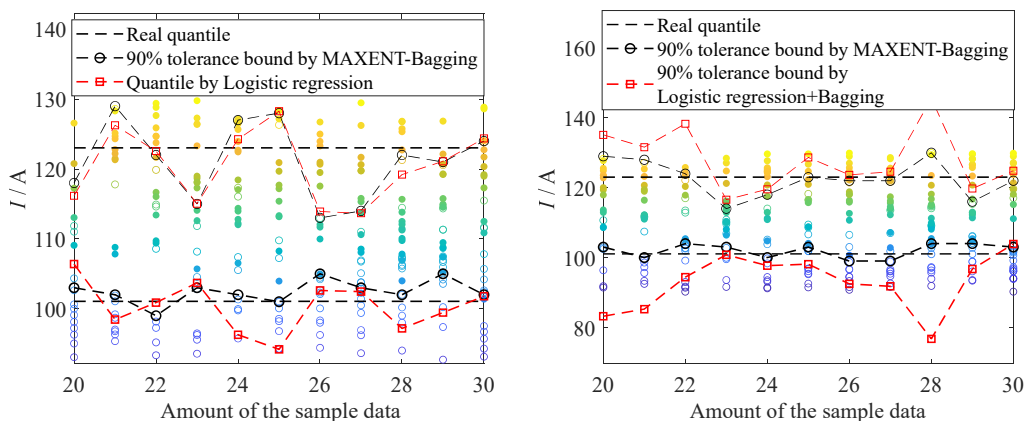 140
130
120
110
100
I / A
Real quantile
90% tolerance bound by MAXENT-Bagging
Quantile by Logistic regression
20 22 24 26 28 30
Amount of the sample data
160
140
120
100
80
I / A
Real quantile
90% tolerance bound by MAXENT-Bagging
90% tolerance bound by
Logistic regression+Bagging
20 22 24 26 28 30
Amount of the sample data